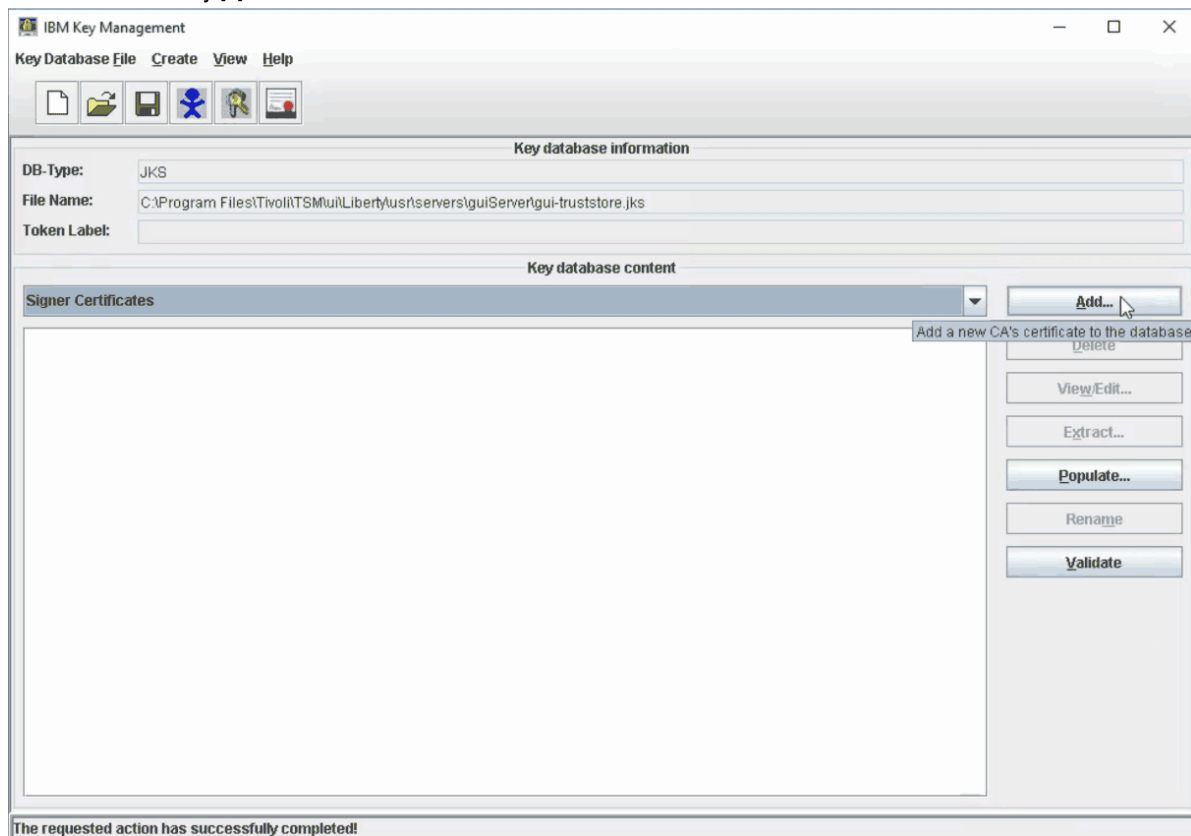 IBM Key Management
Key Database File Create View Help
Key database information
DB-Type: JKS
File Name: C:\Program Files\Tivoli\TSM\ui\Liberty\usr\servers\guiServer\gui-truststore.jks
Token Label:
Key database content
Signer Certificates
Add...
Add a new CA's certificate to the database
Delete
View/Edit...
Extract...
Populate...
Rename
Validate
The requested action has successfully completed!